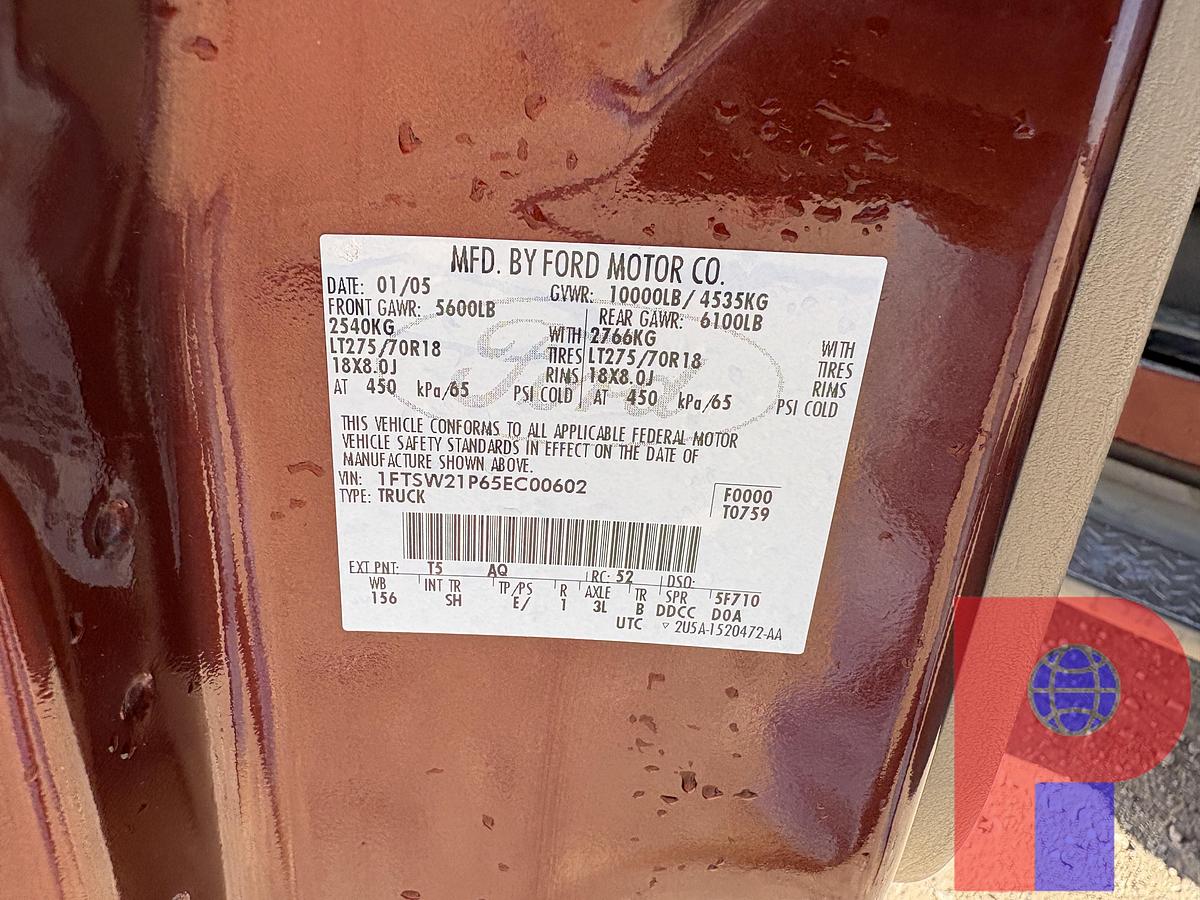 MFD. BY FORD MOTOR CO.
DATE: 01/05 GVWR: 10000LB/ 4535KG
FRONT GAWR: 5600LB REAR GAWR: 6100LB
2540KG WITH 2766KG WITH
LT275/70R18 TIRES LT275/70R18 TIRES
18X8.0J RIMS 18X8.0J RIMS
AT 450 kPa/65 PSI COLD AT 450 kPa/65 PSI COLD
THIS VEHICLE CONFORMS TO ALL APPLICABLE FEDERAL MOTOR
VEHICLE SAFETY STANDARDS IN EFFECT ON THE DATE OF
MANUFACTURE SHOWN ABOVE.
VIN: 1FTSW21P65EC00602 F0000
TYPE: TRUCK T0759
EXT PNT: T5 AQ RC: 52 DSO:
WB INT TR TP/PS R AXLE TR SPR 5F710
156 SH E/ 1 3L B DDCC D0A
UTC ▽ 2U5A-1520472-AA
Ford
P